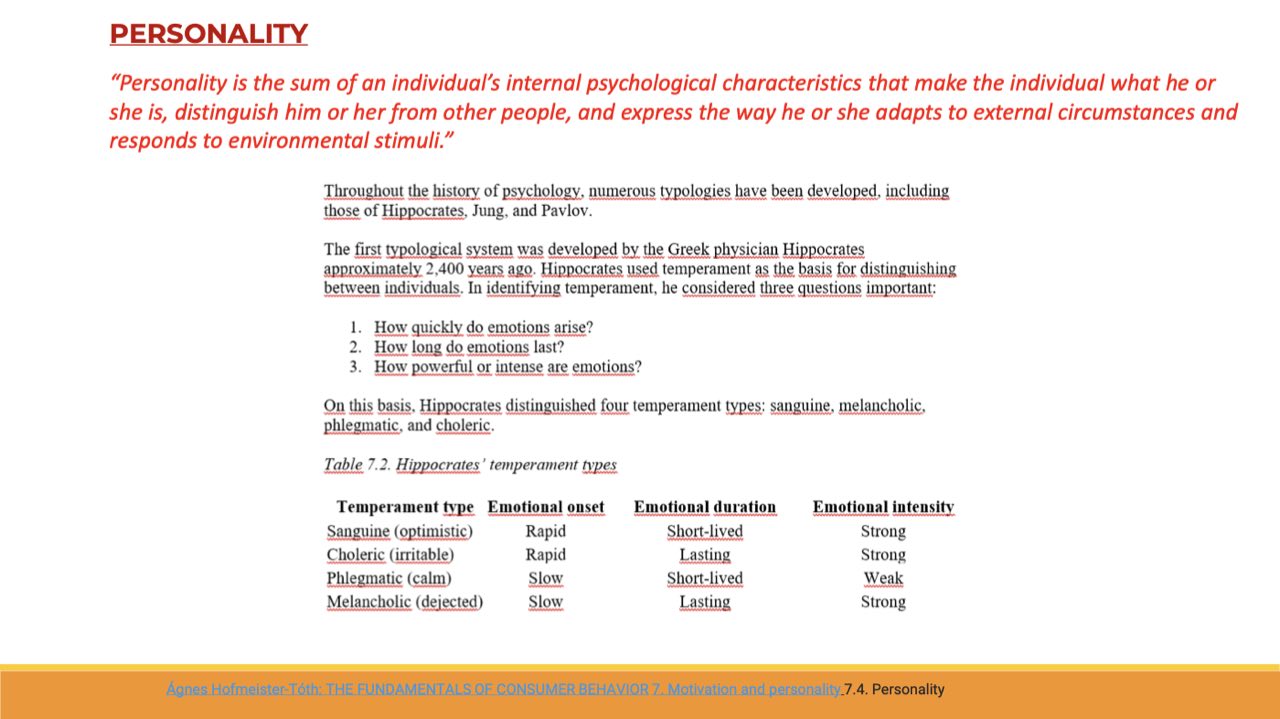 PERSONALITY
“Personality is the sum of an individual’s internal psychological characteristics that make the individual what he or
she is, distinguish him or her from other people, and express the way he or she adapts to external circumstances and
responds to environmental stimuli.”
Throughout the history of psychology, numerous typologies have been developed, including
those of Hippocrates, Jung, and Pavlov.
The first typological system was developed by the Greek physician Hippocrates
approximately 2,400 years ago. Hippocrates used temperament as the basis for distinguishing
between individuals. In identifying temperament, he considered three questions important:
1. How quickly do emotions arise?
2. How long do emotions last?
3. How powerful or intense are emotions?
On this basis, Hippocrates distinguished four temperament types: sanguine, melancholic,
phlegmatic, and choleric.
Table 7.2. Hippocrates’ temperament types
Temperament type Emotional onset Emotional duration Emotional intensity
Sanguine (optimistic) Rapid Short-lived Strong
Choleric (irritable) Rapid Lasting Strong
Phlegmatic (calm) Slow Short-lived Weak
Melancholic (dejected) Slow Lasting Strong
Ágnes Hofmeister-Tóth: THE FUNDAMENTALS OF CONSUMER BEHAVIOR 7. Motivation and personality 7.4. Personality